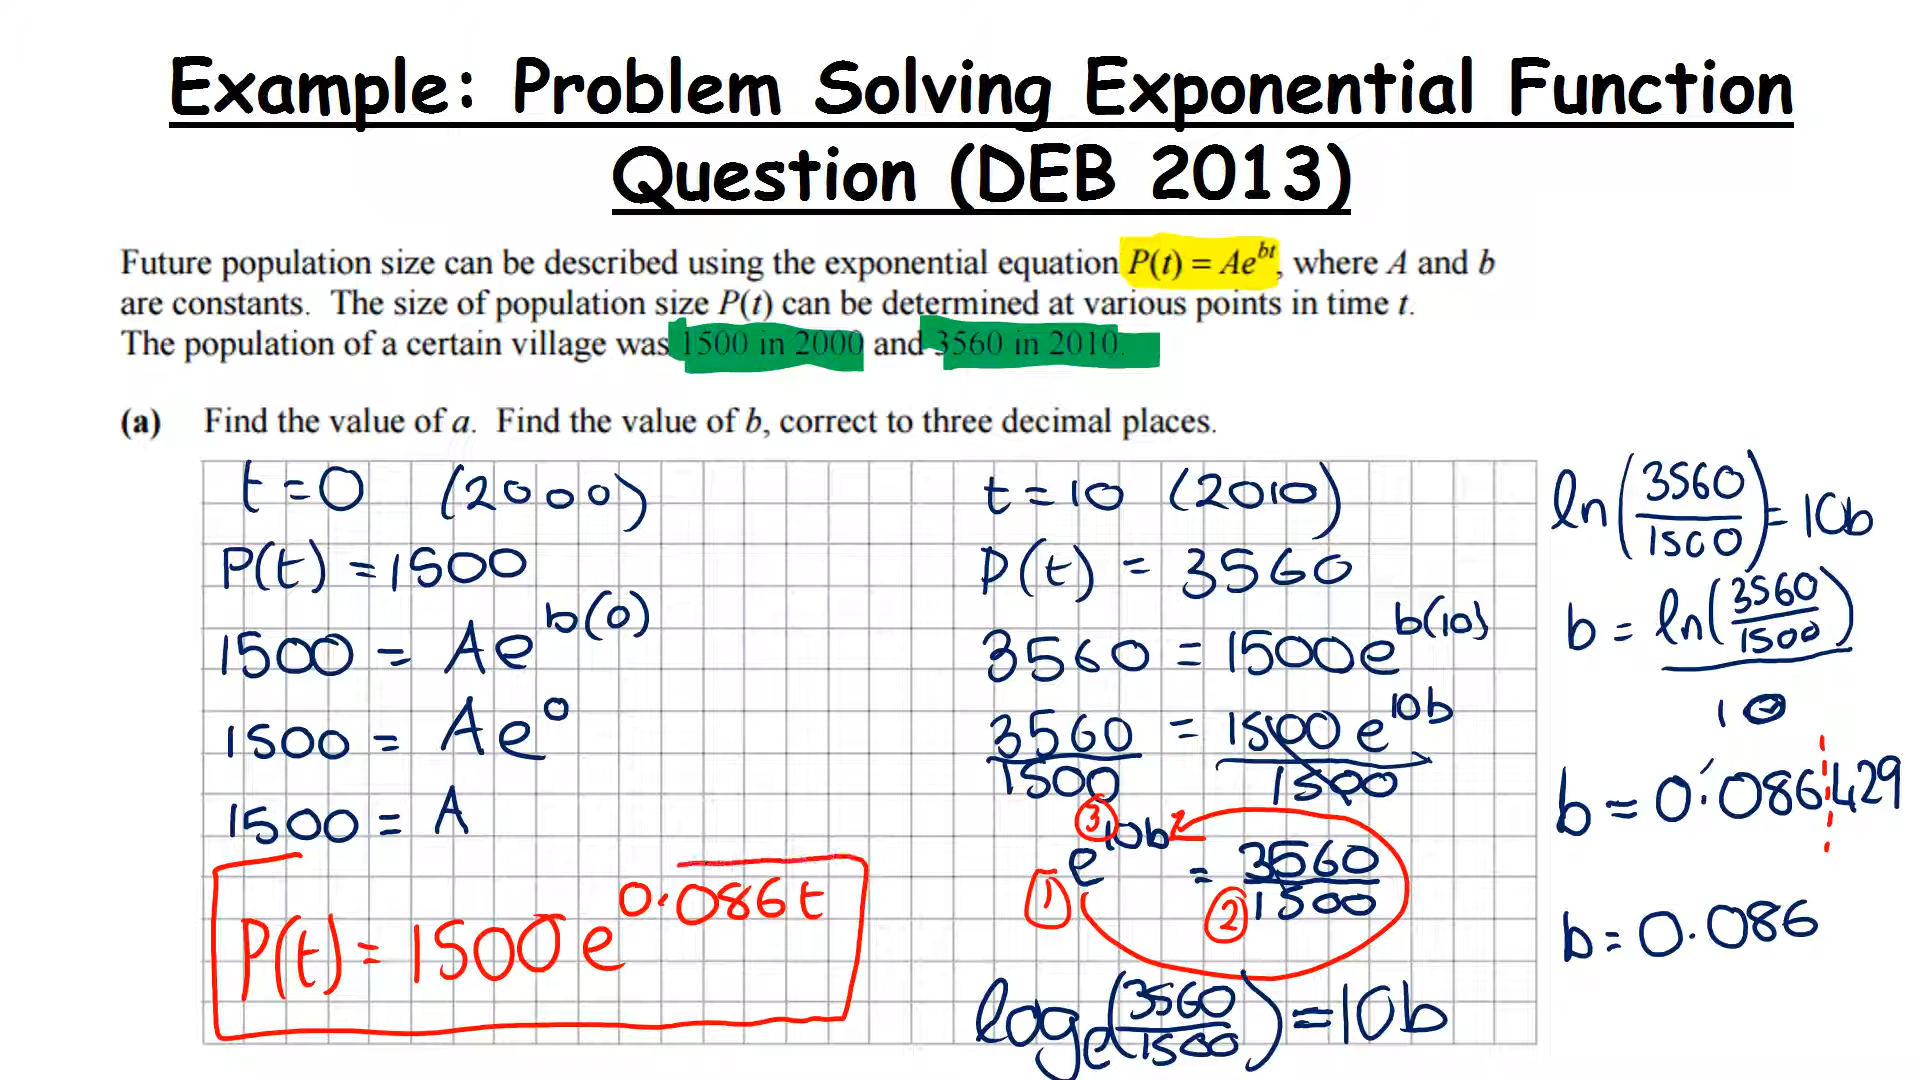 Example: Problem Solving Exponential Function
Question (DEB 2013)
Future population size can be described using the exponential equation P(t) = Ae^{bt}, where A and b
are constants. The size of population size P(t) can be determined at various points in time t.
The population of a certain village was 1500 in 2000 and 3560 in 2010.
(a) Find the value of a. Find the value of b, correct to three decimal places.
t = 0 (2000)
P(t) = 1500
1500 = Ae^{b(0)}
1500 = Ae^0
1500 = A
P(t) = 1500e^{0.086t}
t = 10 (2010)
P(t) = 3560
3560 = 1500e^{b(10)}
3560/1500 = 1500e^{10b}/1500
① e^{10b} ③ = ② 3560/1500
log_e(3560/1500) = 10b
ln(3560/1500) = 10b
b = ln(3560/1500)/10
b = 0.086429
b = 0.086